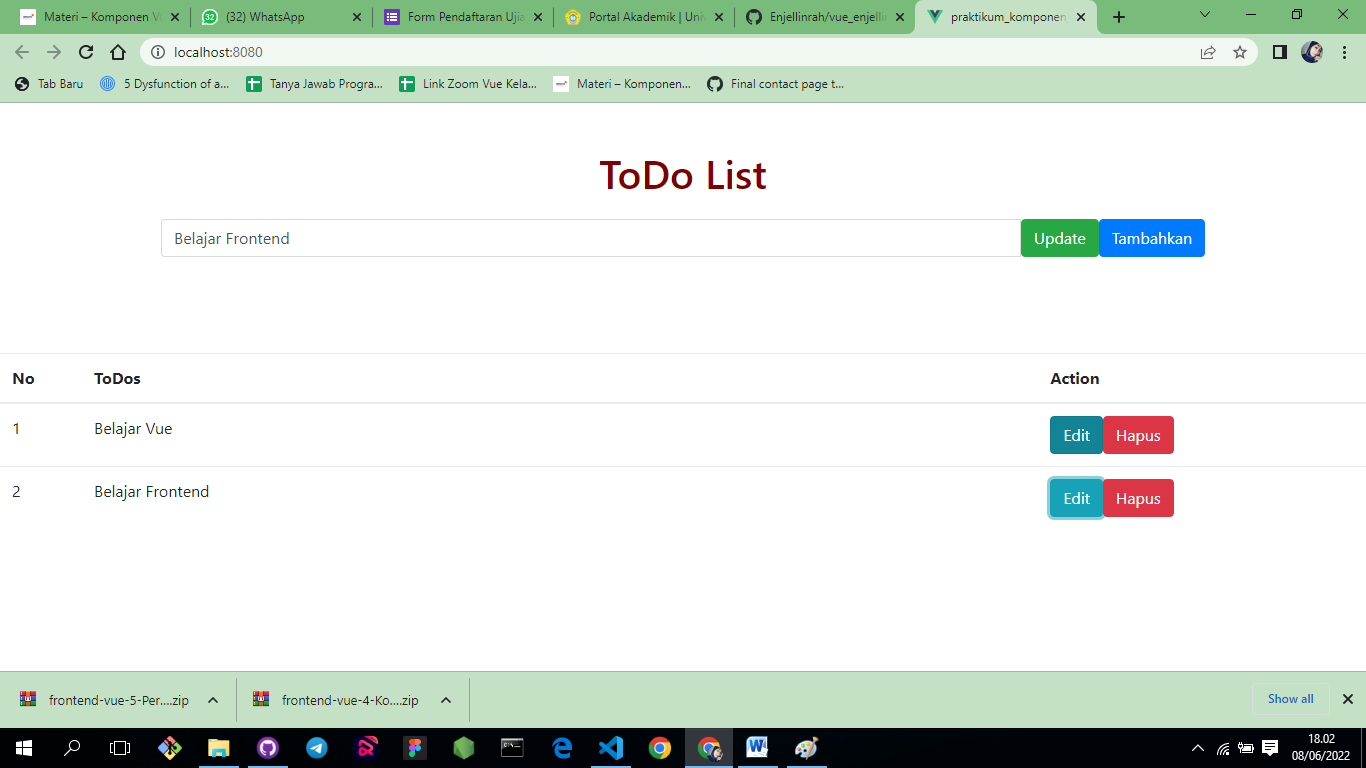 Materi – Komponen V
(32) WhatsApp
Form Pendaftaran Ujia
Portal Akademik | Univ
Enjellinrah/vue_enjellin
praktikum_komponen
localhost:8080
Tab Baru
5 Dysfunction of a...
Tanya Jawab Progra...
Link Zoom Vue Kela...
Materi – Komponen...
Final contact page t...
ToDo List
Belajar Frontend Update Tambahkan
No ToDos Action
1 Belajar Vue Edit Hapus
2 Belajar Frontend Edit Hapus
frontend-vue-5-Per....zip
frontend-vue-4-Ko....zip
Show all
18.02
08/06/2022